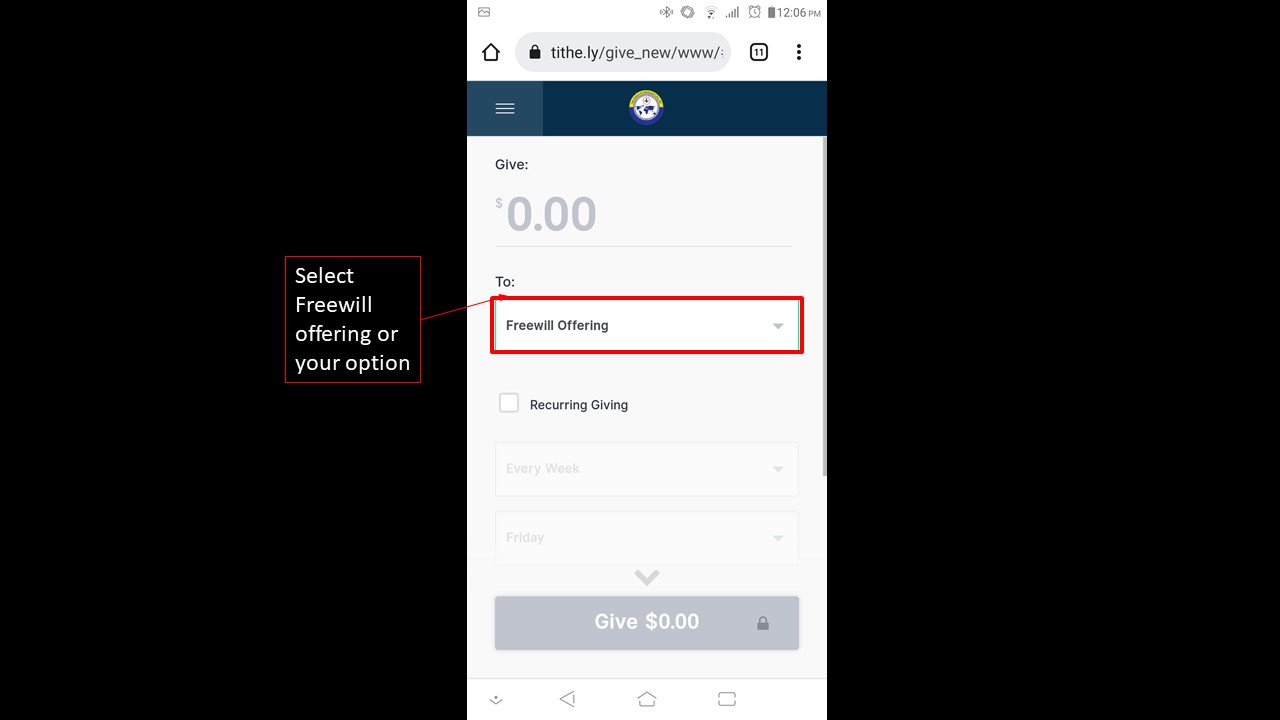 12:06 PM
tithe.ly/give_new/www/
11
Give:
$ 0.00
To:
Select
Freewill
offering or
your option
Freewill Offering
Recurring Giving
Every Week
Friday
Give $0.00